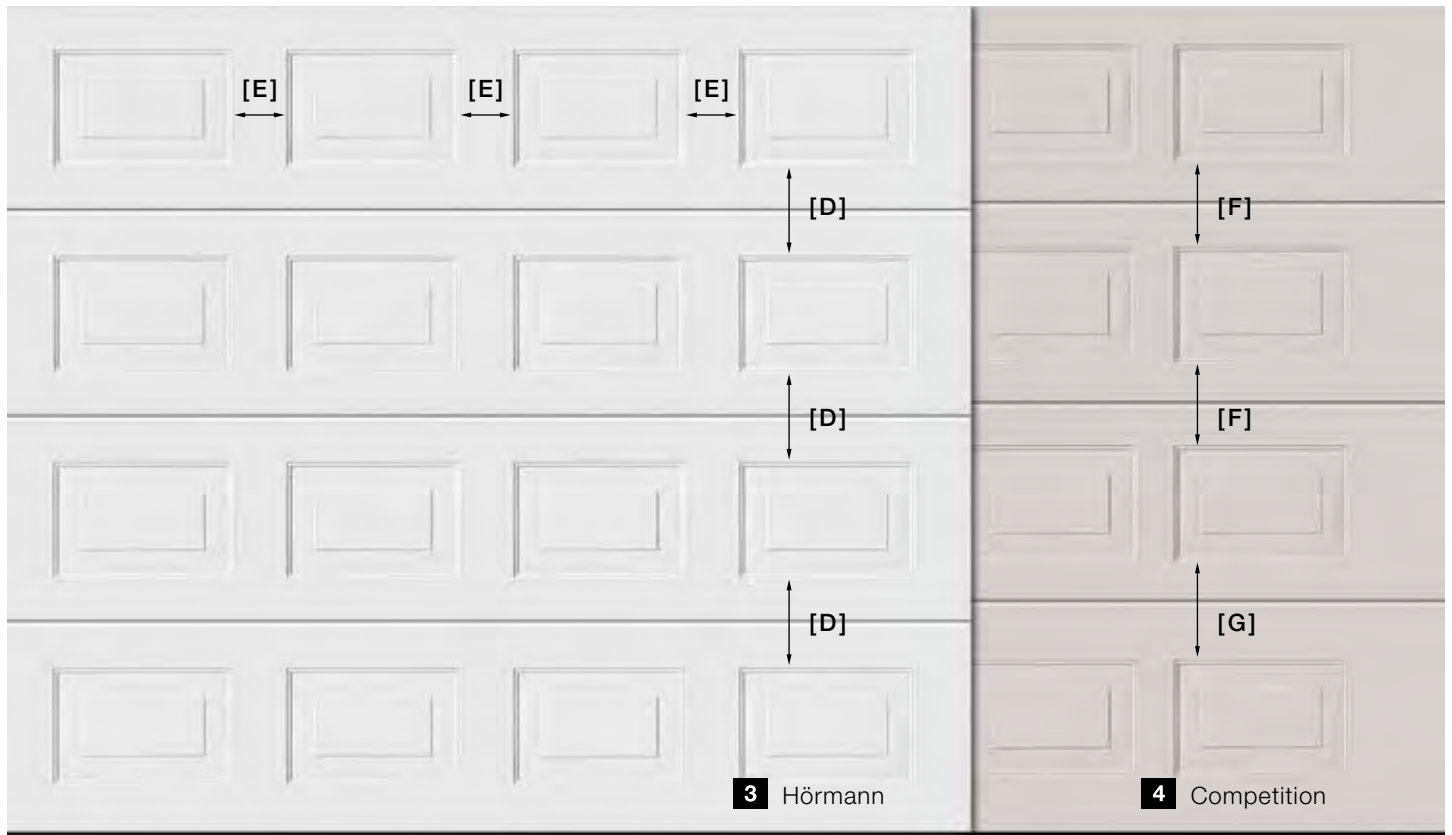 [E] [E] [E]
[D] [F]
[D] [F]
[D] [G]
3 Hörmann 4 Competition